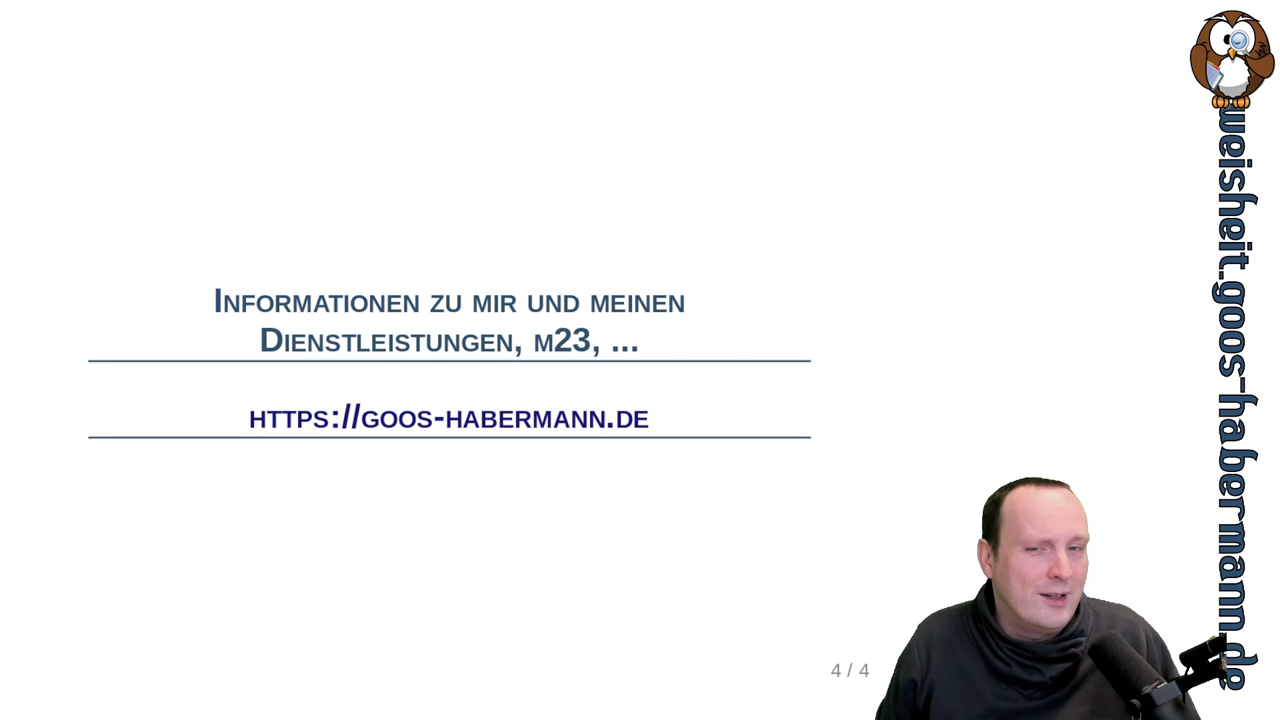 Informationen zu mir und meinen
Dienstleistungen, m23, ...
https://goos-habermann.de
4 / 4
weisheit.goos-habermann.de